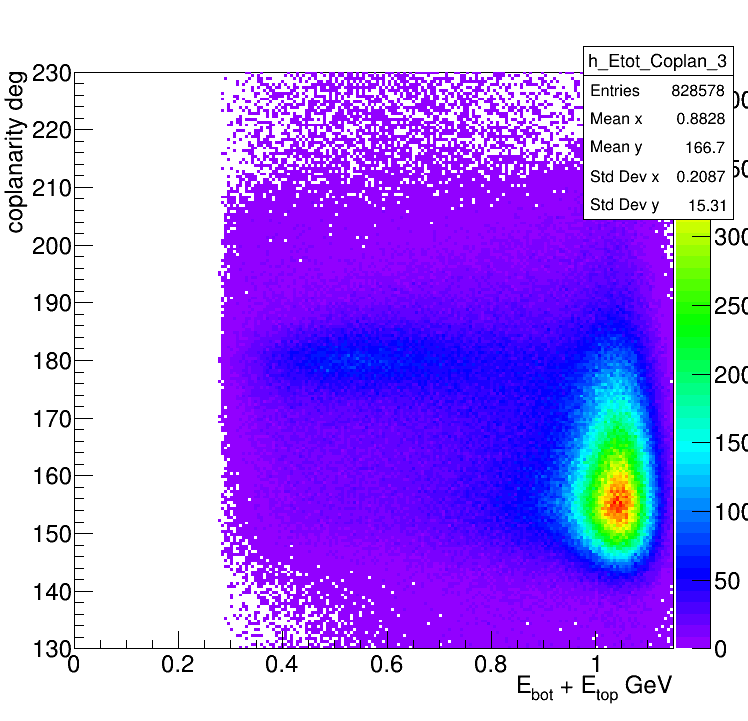 h_Etot_Coplan_3
Entries 828578
Mean x 0.8828
Mean y 166.7
Std Dev x 0.2087
Std Dev y 15.31
coplanarity deg
230
220
210
200
190
180
170
160
150
140
130
0 0.2 0.4 0.6 0.8 1
E_bot + E_top GeV
300
250
200
150
100
50
0